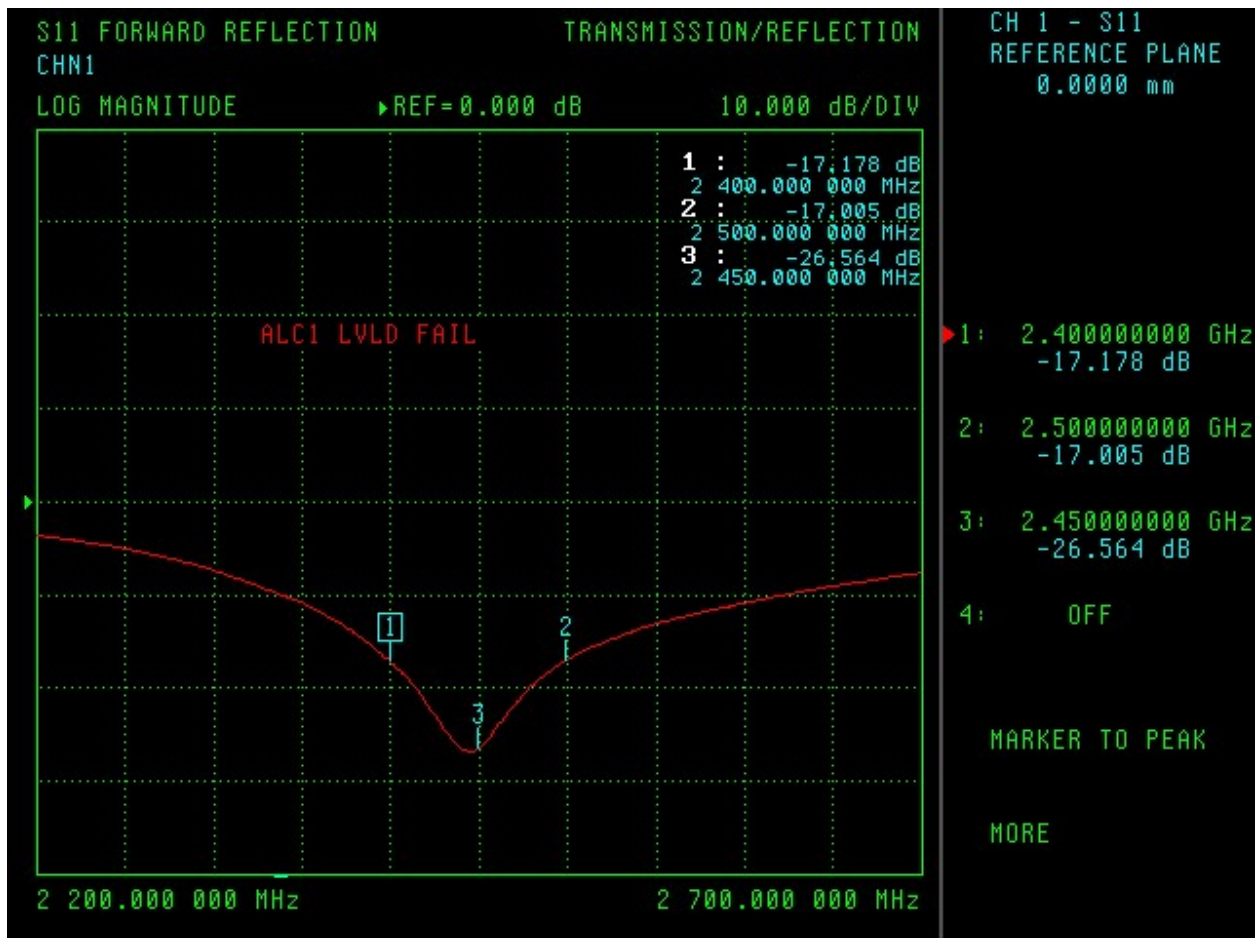 S11 FORWARD REFLECTION TRANSMISSION/REFLECTION
CHN1
LOG MAGNITUDE ▶REF=0.000 dB 10.000 dB/DIV
1 : -17.178 dB
2 400.000 000 MHz
2 : -17.005 dB
2 500.000 000 MHz
3 : -26.564 dB
2 450.000 000 MHz
ALC1 LVLD FAIL
1
2
3
2 200.000 000 MHz 2 700.000 000 MHz
CH 1 - S11
REFERENCE PLANE
0.0000 mm
1: 2.400000000 GHz
-17.178 dB
2: 2.500000000 GHz
-17.005 dB
3: 2.450000000 GHz
-26.564 dB
4: OFF
MARKER TO PEAK
MORE